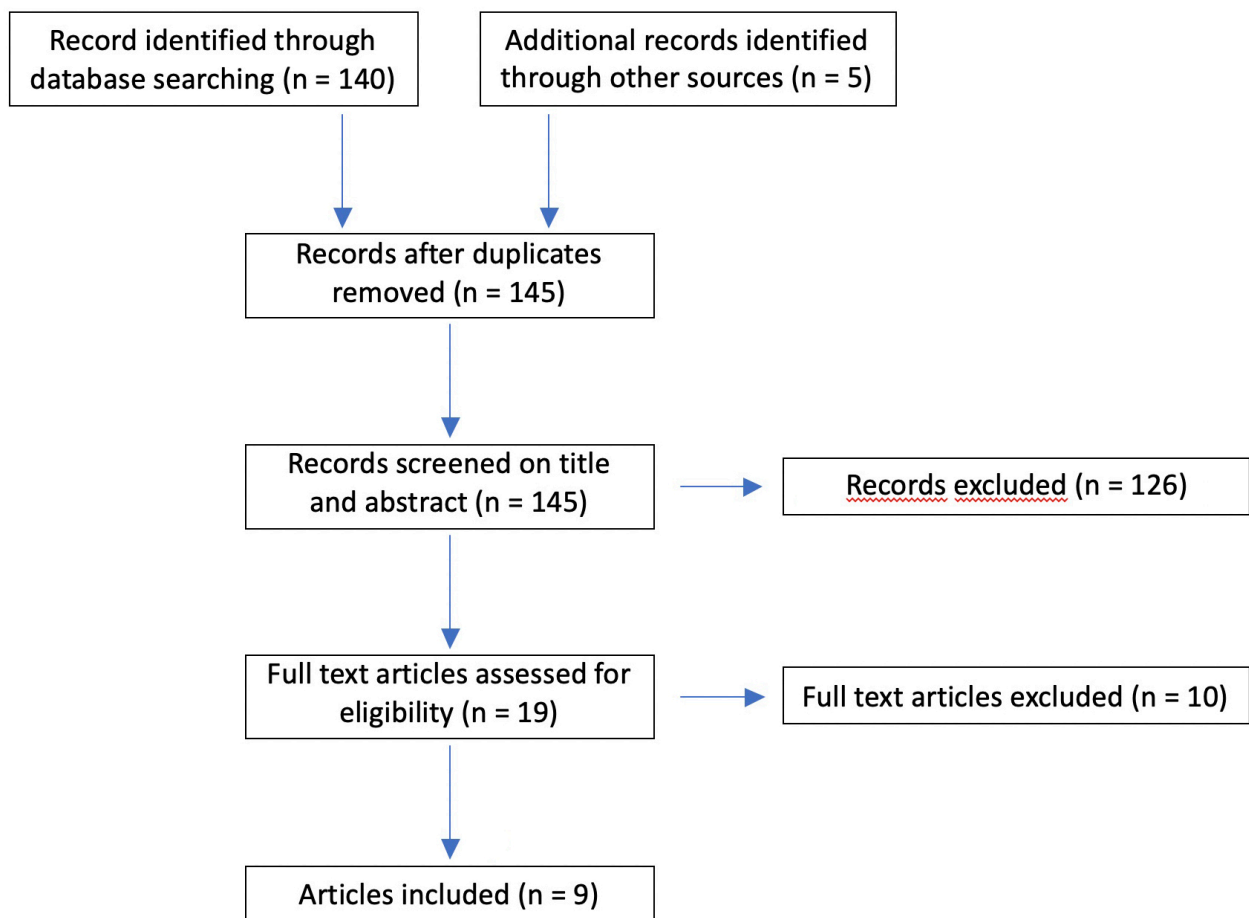 Record identified through
database searching (n = 140)
Additional records identified
through other sources (n = 5)
Records after duplicates
removed (n = 145)
Records screened on title
and abstract (n = 145)
Records excluded (n = 126)
Full text articles assessed for
eligibility (n = 19)
Full text articles excluded (n = 10)
Articles included (n = 9)